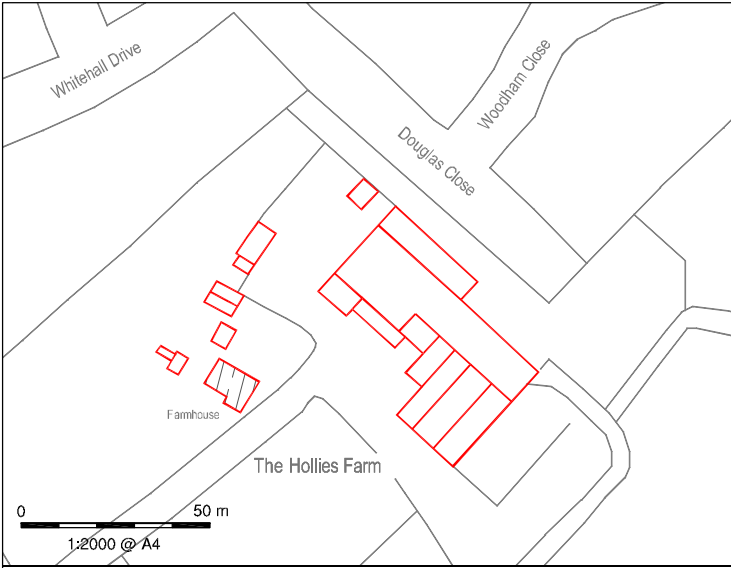 Whitehall Drive
Woodham Close
Douglas Close
Farmhouse
The Hollies Farm
0 50 m
1:2000 @ A4